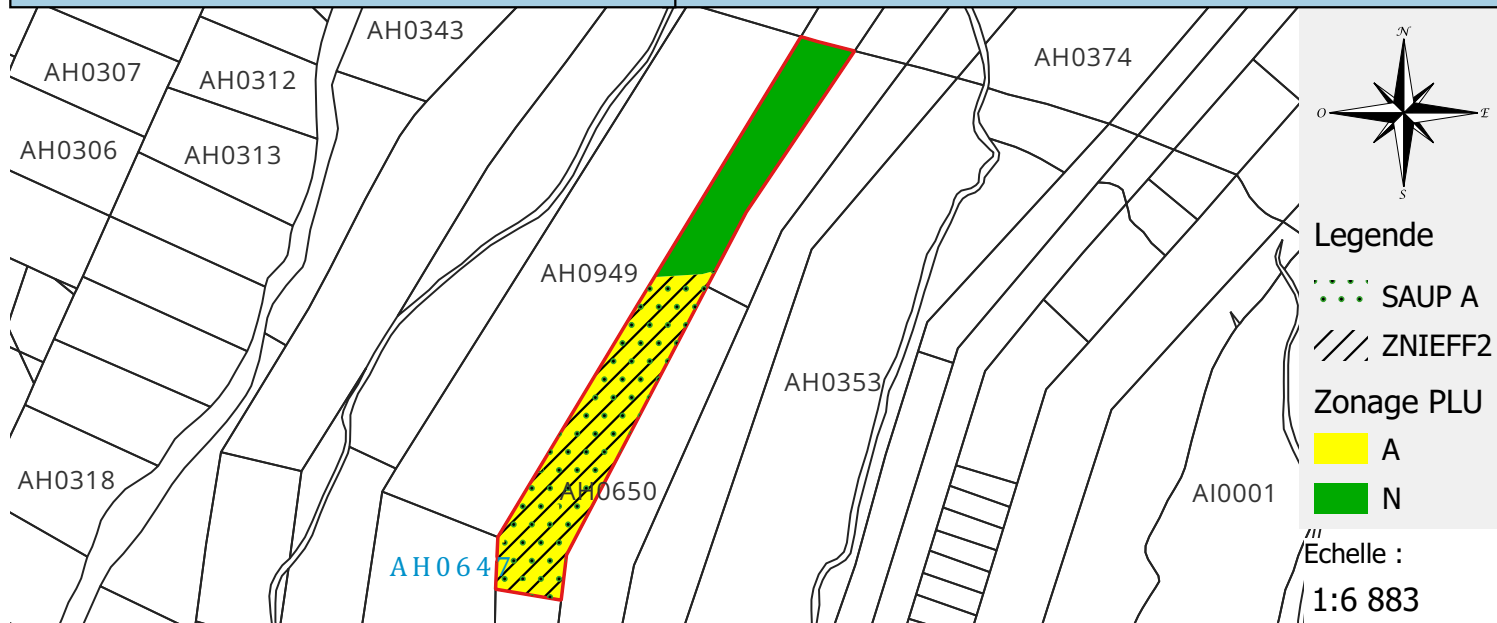 AH0343
AH0307
AH0312
AH0374
AH0306
AH0313
AH0949
AH0353
AH0318
AH0650
AI0001
AH0647
N
O
E
S
Legende
SAUP A
ZNIEFF2
Zonage PLU
A
N
Echelle :
1:6 883